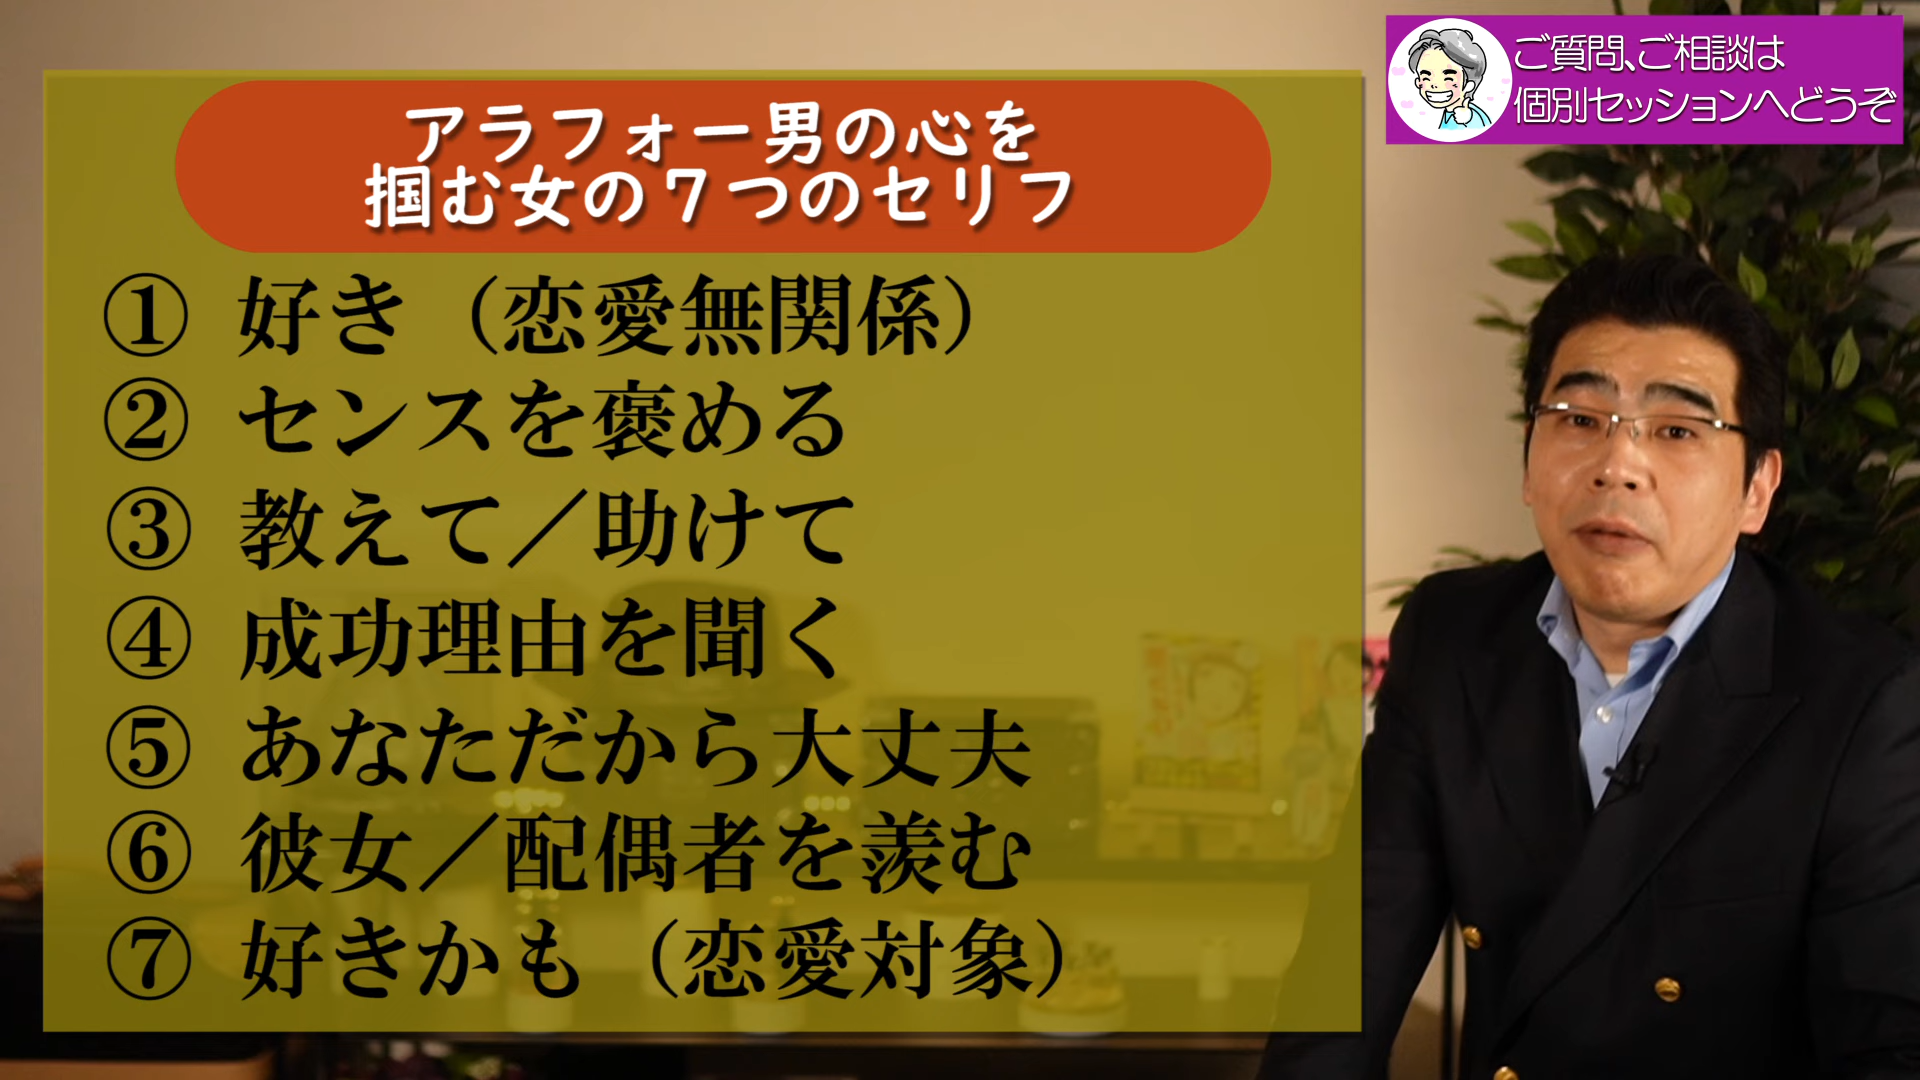 ご質問、ご相談は
個別セッションへどうぞ
アラフォー男の心を
掴む女の７つのセリフ
① 好き（恋愛無関係）
② センスを褒める
③ 教えて／助けて
④ 成功理由を聞く
⑤ あなただから大丈夫
⑥ 彼女／配偶者を羨む
⑦ 好きかも（恋愛対象）